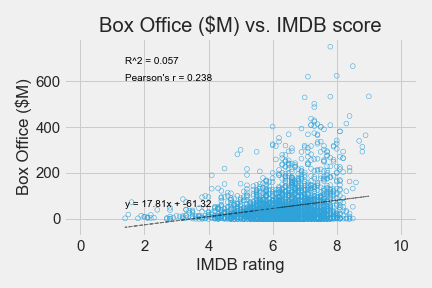 Box Office ($M) vs. IMDB score
R^2 = 0.057
Pearson's r = 0.238
y = 17.81x + -61.32
Box Office ($M)
600
400
200
0
0 2 4 6 8 10
IMDB rating